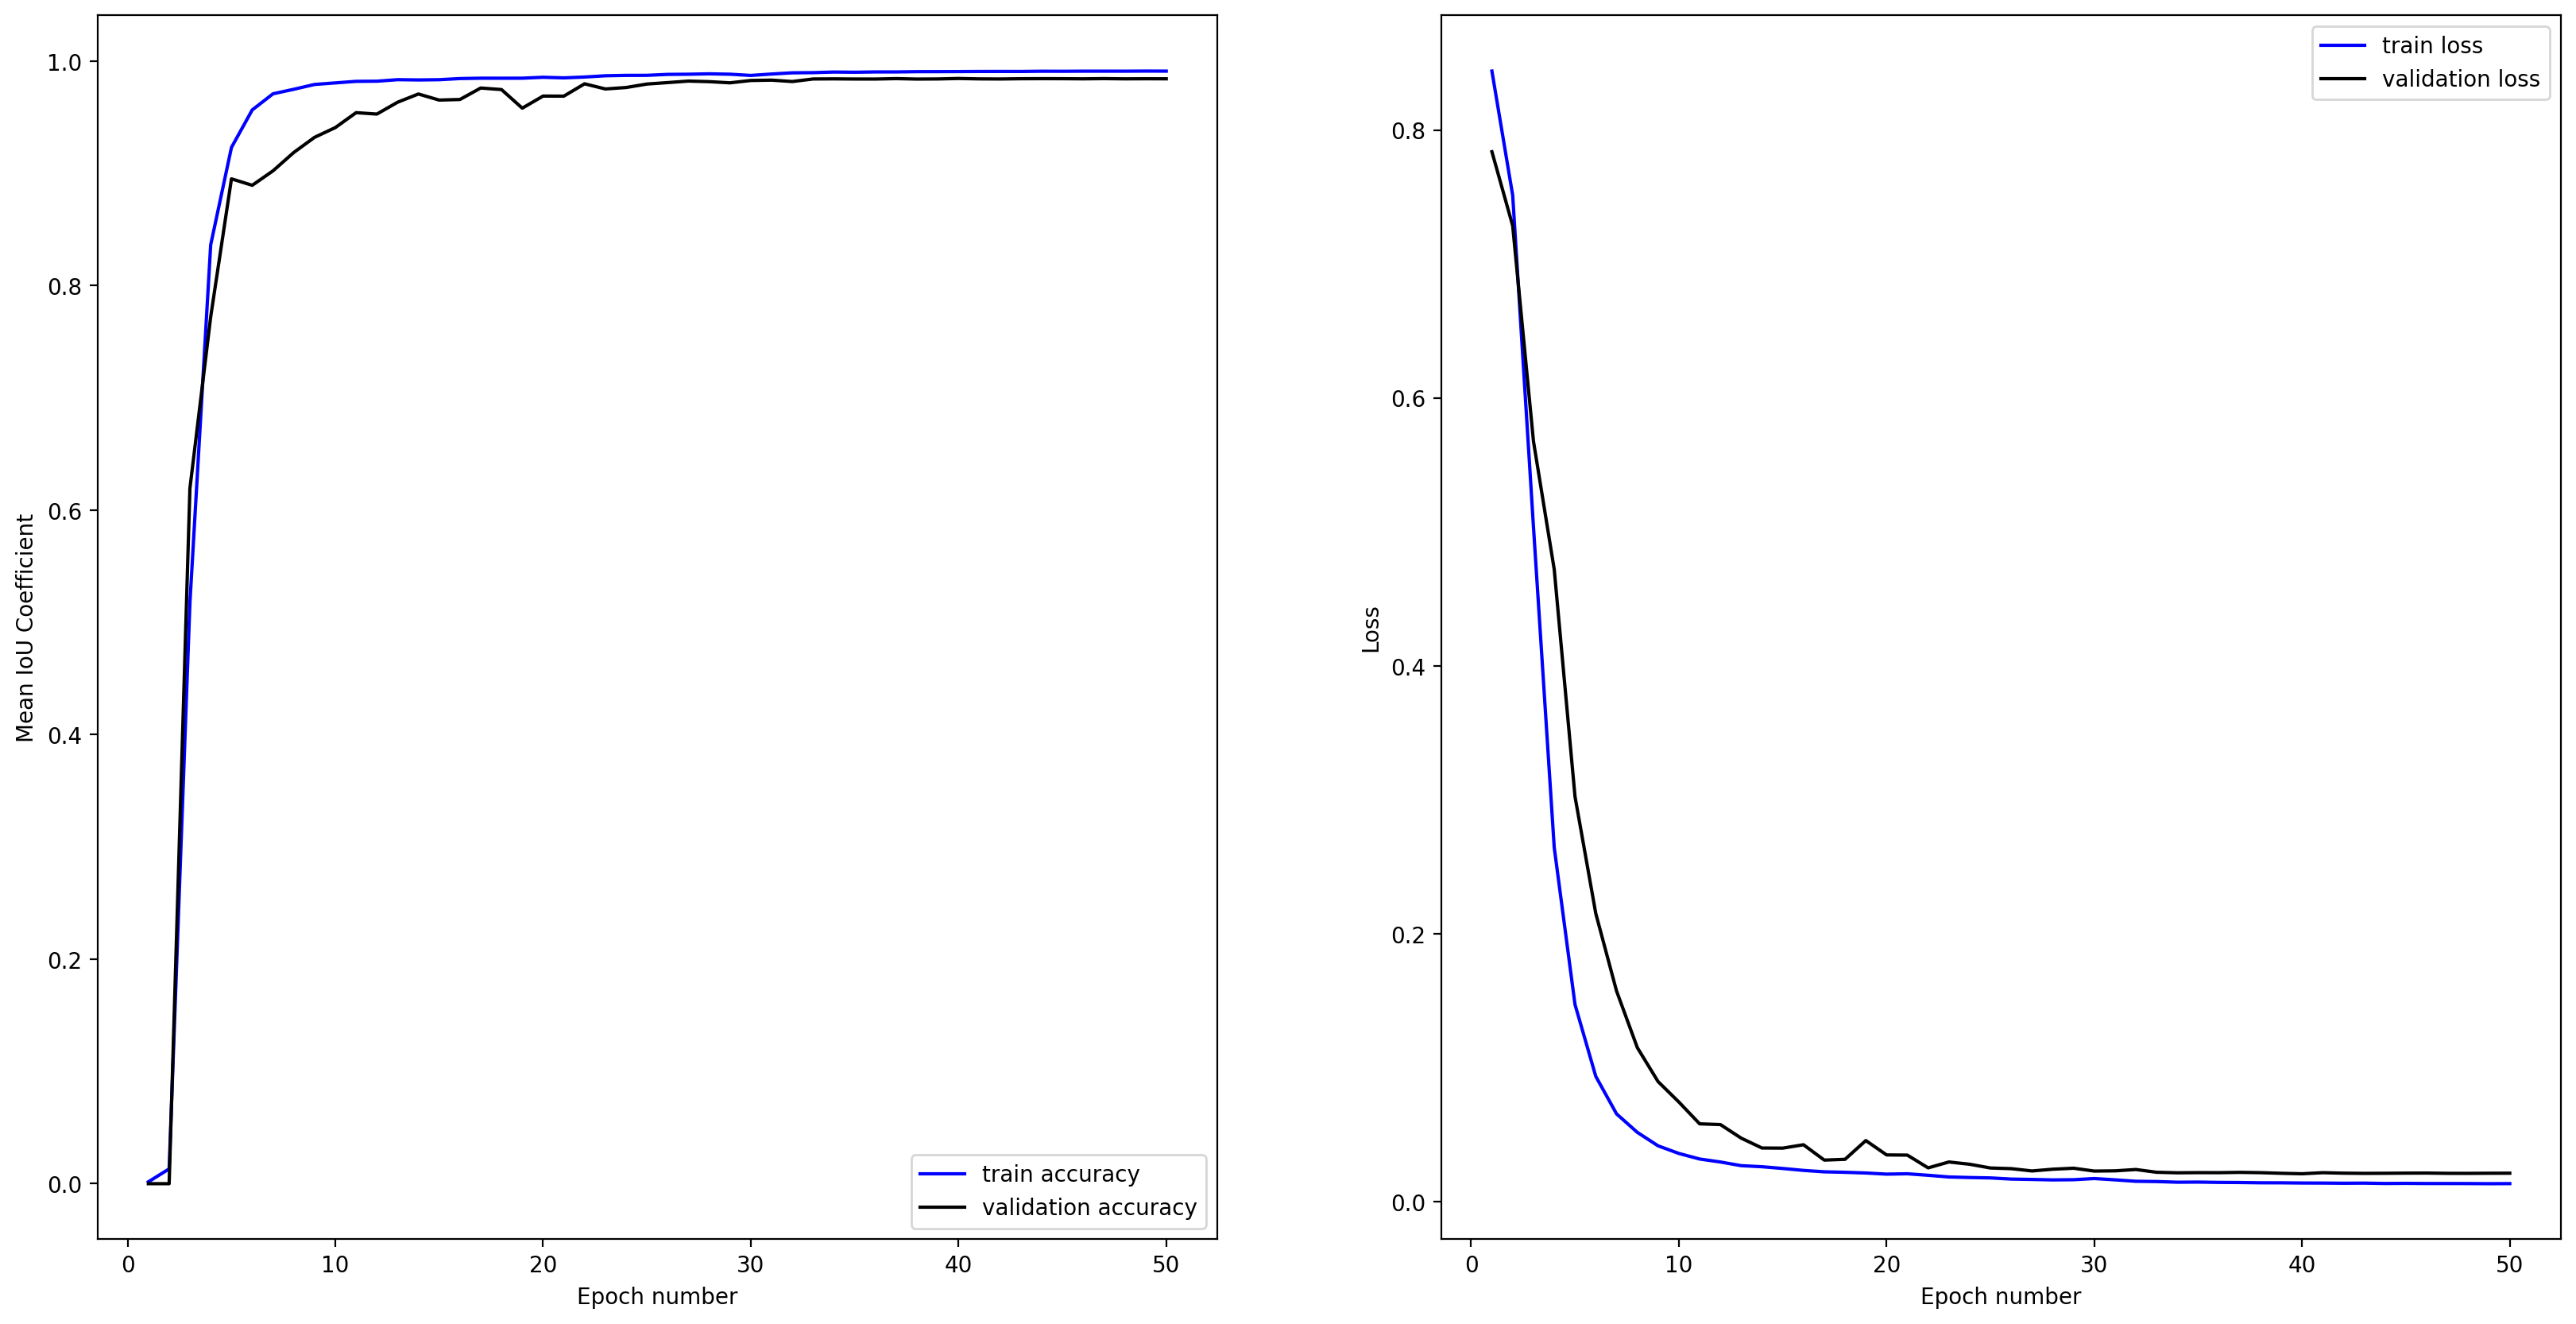 1.0
0.8
0.6
0.4
0.2
0.0
Mean IoU Coefficient
0 10 20 30 40 50
Epoch number
train accuracy
validation accuracy
0.8
0.6
0.4
0.2
0.0
Loss
0 10 20 30 40 50
Epoch number
train loss
validation loss